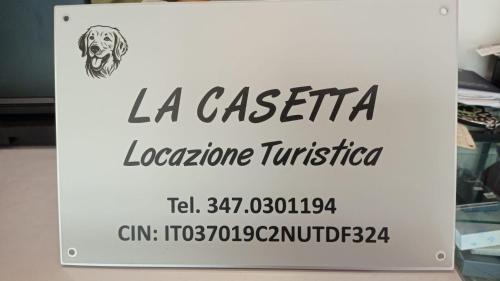 LA CASETTA
Locazione Turistica
Tel. 347.0301194
CIN: IT037019C2NUTDF324